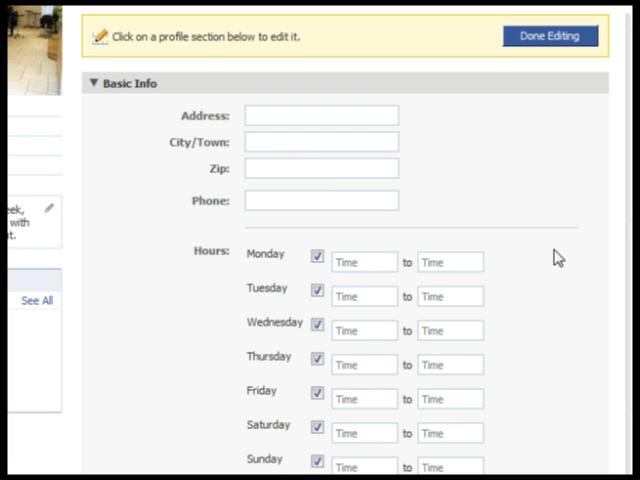 Click on a profile section below to edit it.
Done Editing
Basic Info
Address:
City/Town:
Zip:
Phone:
eek,
with
t.
See All
Hours:
Monday Time to Time
Tuesday Time to Time
Wednesday Time to Time
Thursday Time to Time
Friday Time to Time
Saturday Time to Time
Sunday Time to Time